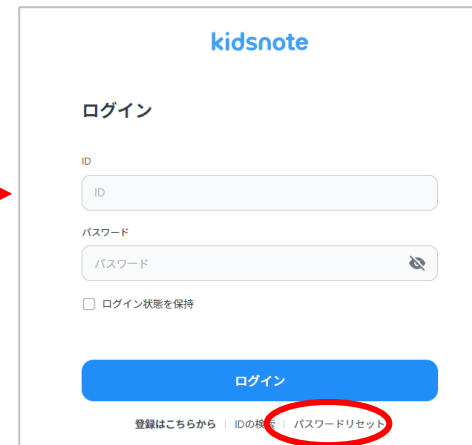 kidsnote
ログイン
ID
ID
パスワード
パスワード
ログイン状態を保持
ログイン
登録はこちらから | IDの検索 | パスワードリセット